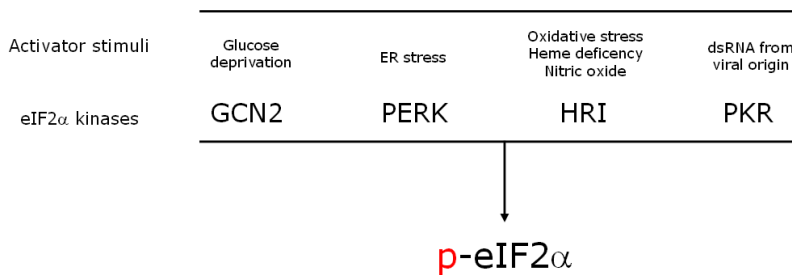 Activator stimuli
Glucose
deprivation
ER stress
Oxidative stress
Heme deficency
Nitric oxide
dsRNA from
viral origin
eIF2α kinases
GCN2
PERK
HRI
PKR
p-eIF2α